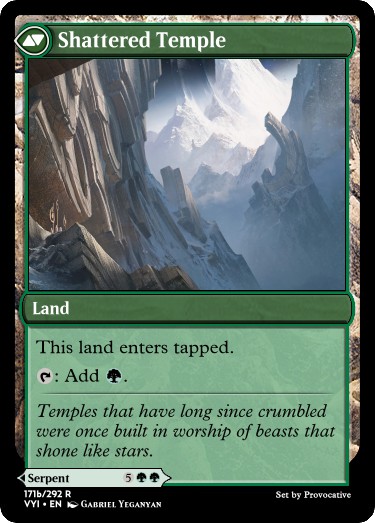 Shattered Temple
Land
This land enters tapped.
: Add .
Temples that have long since crumbled
were once built in worship of beasts that
shone like stars.
Serpent 5
171b/292 R
Set by Provocative
VYI • EN Gabriel Yeganyan